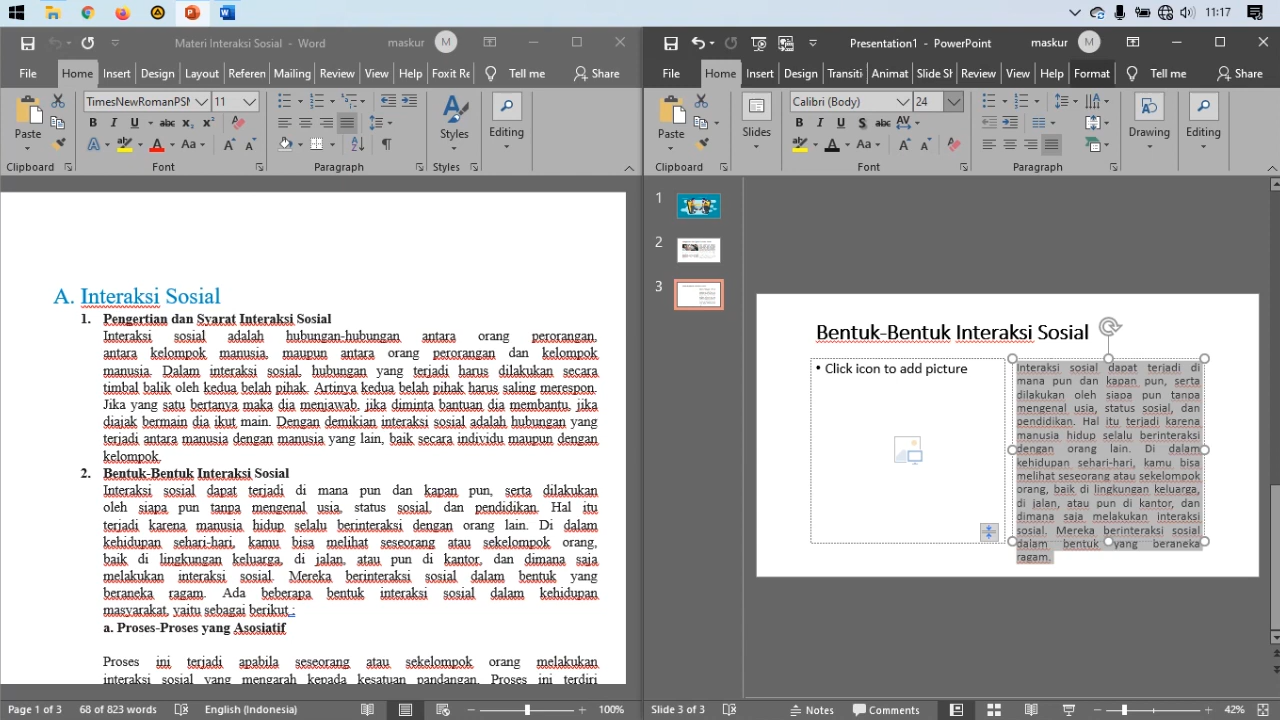 11:17
Materi Interaksi Sosial - Word
maskur
M
File
Home
Insert
Design
Layout
Referen
Mailing
Review
View
Help
Foxit Re
Tell me
Share
Paste
TimesNewRomanPSN
11
Styles
Editing
Clipboard
Font
Paragraph
Styles
A. Interaksi Sosial
1. Pengertian dan Syarat Interaksi Sosial
Interaksi sosial adalah hubungan-hubungan antara orang perorangan,
antara kelompok manusia, maupun antara orang perorangan dan kelompok
manusia. Dalam interaksi sosial, hubungan yang terjadi harus dilakukan secara
timbal balik oleh kedua belah pihak. Artinya kedua belah pihak harus saling merespon.
Jika yang satu bertanya maka dia menjawab, jika diminta bantuan dia membantu, jika
diajak bermain dia ikut main. Dengan demikian interaksi sosial adalah hubungan yang
terjadi antara manusia dengan manusia yang lain, baik secara individu maupun dengan
kelompok.
2. Bentuk-Bentuk Interaksi Sosial
Interaksi sosial dapat terjadi di mana pun dan kapan pun, serta dilakukan
oleh siapa pun tanpa mengenal usia, status sosial, dan pendidikan. Hal itu
terjadi karena manusia hidup selalu berinteraksi dengan orang lain. Di dalam
kehidupan sehari-hari, kamu bisa melihat seseorang atau sekelompok orang,
baik di lingkungan keluarga, di jalan, atau pun di kantor, dan dimana saja
melakukan interaksi sosial. Mereka berinteraksi sosial dalam bentuk yang
beraneka ragam. Ada beberapa bentuk interaksi sosial dalam kehidupan
masyarakat, yaitu sebagai berikut :
a. Proses-Proses yang Asosiatif
Proses ini terjadi apabila seseorang atau sekelompok orang melakukan
interaksi sosial yang mengarah kepada kesatuan pandangan. Proses ini terdiri
Page 1 of 3
68 of 823 words
English (Indonesia)
100%
Presentation1 - PowerPoint
maskur
M
File
Home
Insert
Design
Transiti
Animat
Slide Sh
Review
View
Help
Format
Tell me
Share
Paste
Slides
Calibri (Body)
24
Drawing
Editing
Clipboard
Font
Paragraph
1
2
3
Bentuk-Bentuk Interaksi Sosial
• Click icon to add picture
Interaksi sosial dapat terjadi di
mana pun dan kapan pun, serta
dilakukan oleh siapa pun tanpa
mengenal usia, status sosial, dan
pendidikan. Hal itu terjadi karena
manusia hidup selalu berinteraksi
dengan orang lain. Di dalam
kehidupan sehari-hari, kamu bisa
melihat seseorang atau sekelompok
orang, baik di lingkungan keluarga,
di jalan, atau pun di kantor, dan
dimana saja melakukan interaksi
sosial. Mereka berinteraksi sosial
dalam bentuk yang beraneka
ragam.
Slide 3 of 3
Notes
Comments
42%